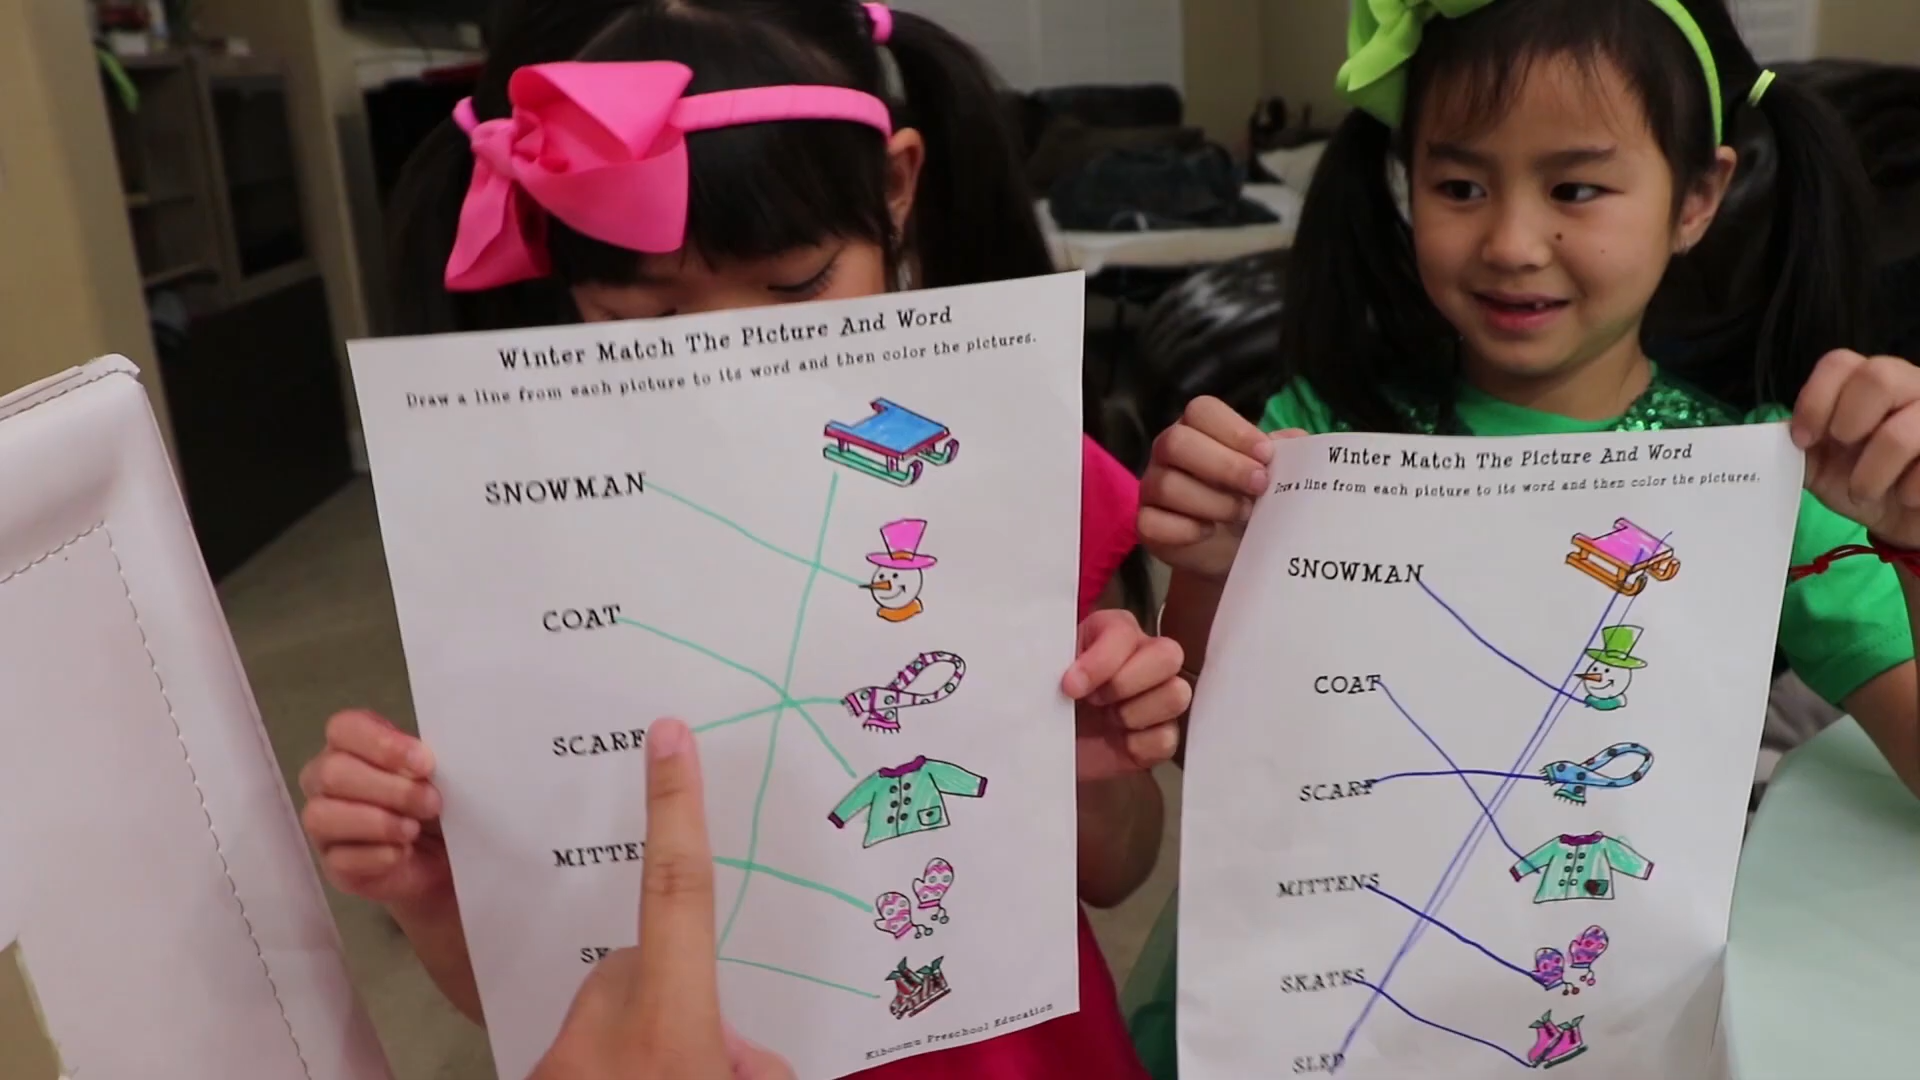 Winter Match The Picture And Word
Draw a line from each picture to its word and then color the pictures.
SNOWMAN
COAT
SCARF
MITTE
SK
Kiboomu Preschool Education
Winter Match The Picture And Word
Draw a line from each picture to its word and then color the pictures.
SNOWMAN
COAT
SCARF
MITTENS
SKATES
SLED